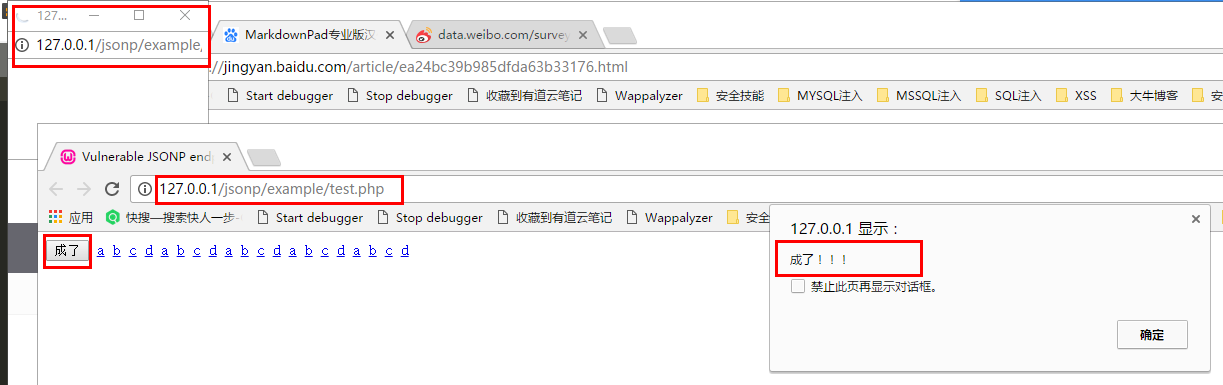 127...
127.0.0.1/jsonp/example/
MarkdownPad专业版汉
data.weibo.com/survey
//jingyan.baidu.com/article/ea24bc39b985dfda63b33176.html
Start debugger Stop debugger 收藏到有道云笔记 Wappalyzer 安全技能 MYSQL注入 MSSQL注入 SQL注入 XSS 大牛博客 安
Vulnerable JSONP endp
127.0.0.1/jsonp/example/test.php
应用 快搜—搜索快人一步- Start debugger Stop debugger 收藏到有道云笔记 Wappalyzer 安全
成了 a b c d a b c d a b c d a b c d a b c d
127.0.0.1 显示：
成了！！！
禁止此页再显示对话框。
确定